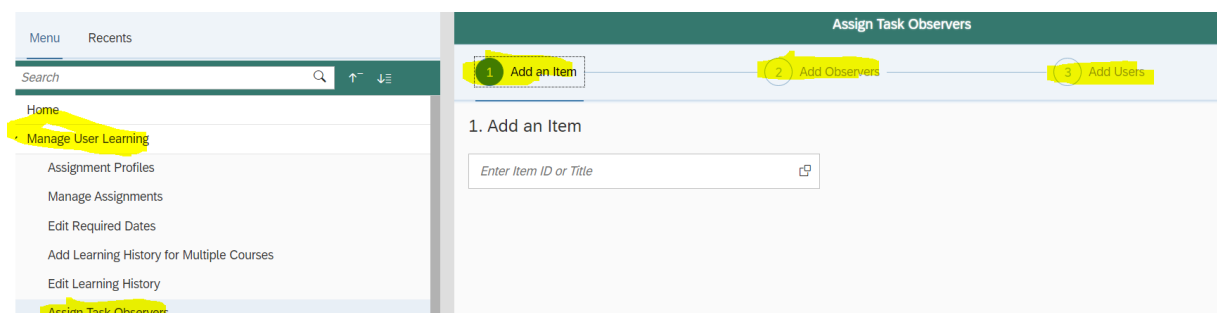 Menu Recents
Search
Home
Manage User Learning
Assignment Profiles
Manage Assignments
Edit Required Dates
Add Learning History for Multiple Courses
Edit Learning History
Assign Task Observers
Assign Task Observers
1 Add an Item 2 Add Observers 3 Add Users
1. Add an Item
Enter Item ID or Title